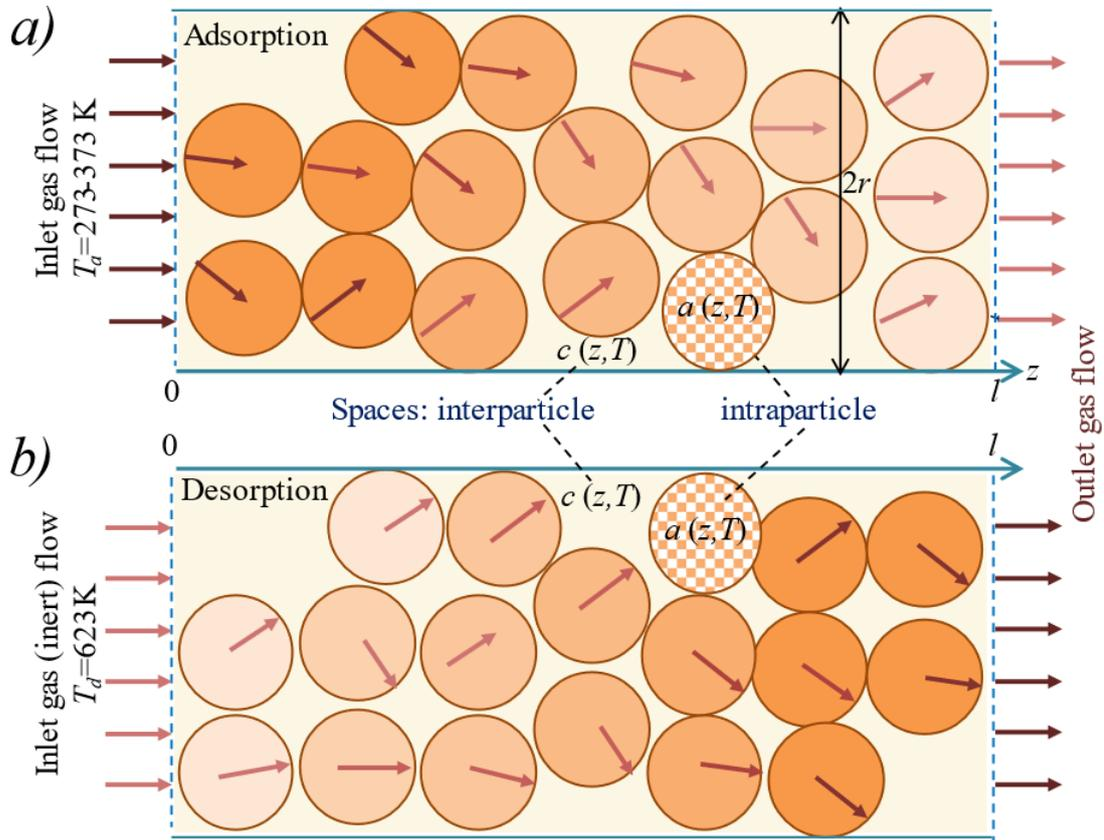 a)
Adsorption
Inlet gas flow
Ta=273-373 K
2r
a (z,T)
c (z,T)
0
l
z
Spaces: interparticle
intraparticle
Outlet gas flow
b)
0
l
Desorption
c (z,T)
a (z,T)
Inlet gas (inert) flow
Td=623K